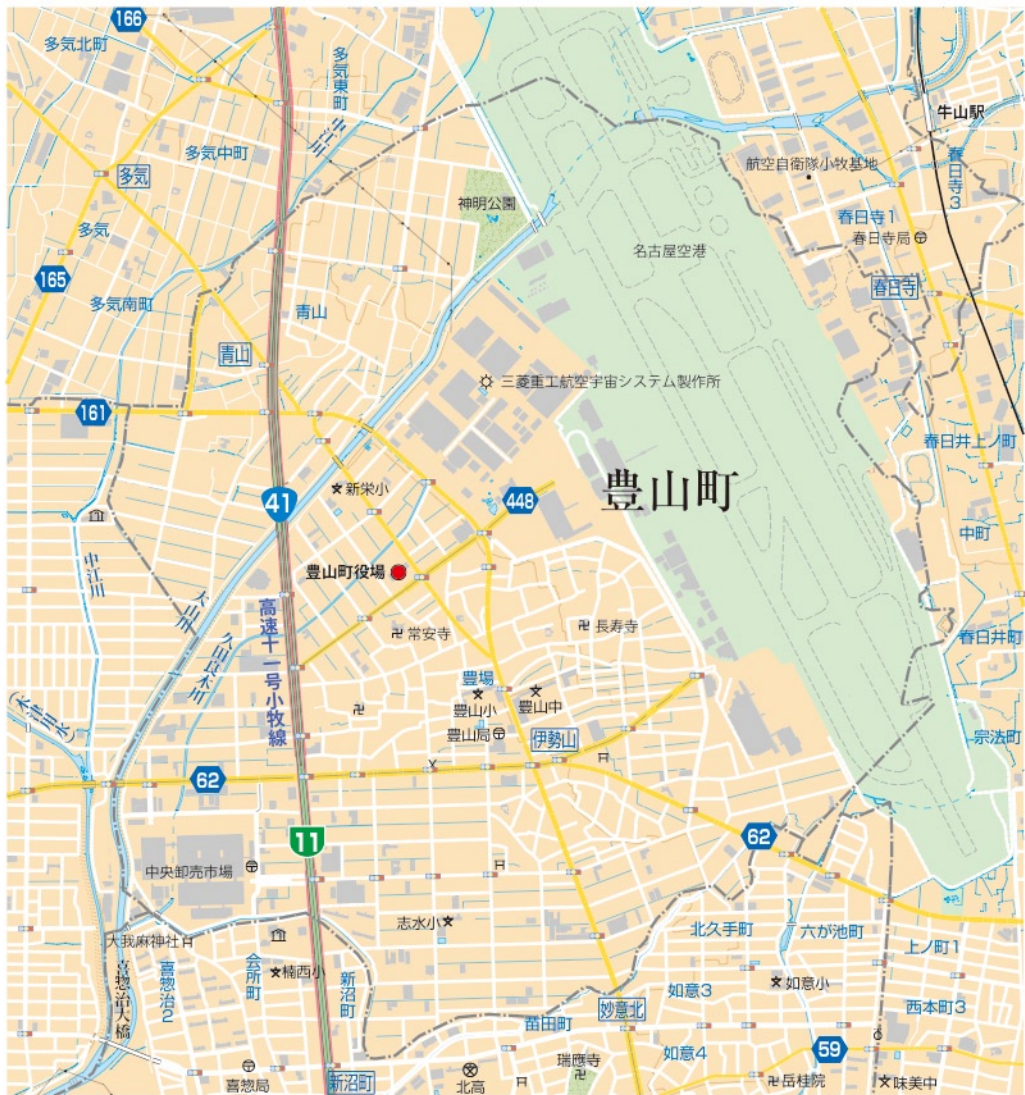 166
多気北町
多気東町
中江川
牛山駅
多気中町
多気
航空自衛隊小牧基地
春日寺3
神明公園
春日寺1
多気
春日寺局
名古屋空港
165
春日寺
多気南町
青山
青山
三菱重工航空宇宙システム製作所
161
春日井上ノ町
新栄小
豊山町
41
448
中町
中江川
豊山町役場
大山川
高速十一号小牧線
久田良木川
常安寺
長寿寺
春日井町
豊場
豊山小
豊山中
(木津用水)
豊山局
伊勢山
宗法町
62
11
62
中央卸売市場
志水小
北久手町
六が池町
大我麻神社
上ノ町1
会所町
楠西小
新沼町
喜惣治大橋
喜惣治2
如意3
如意小
西本町3
妙意北
苗田町
如意4
59
瑞應寺
喜惣局
新沼町
北高
岳桂院
味美中